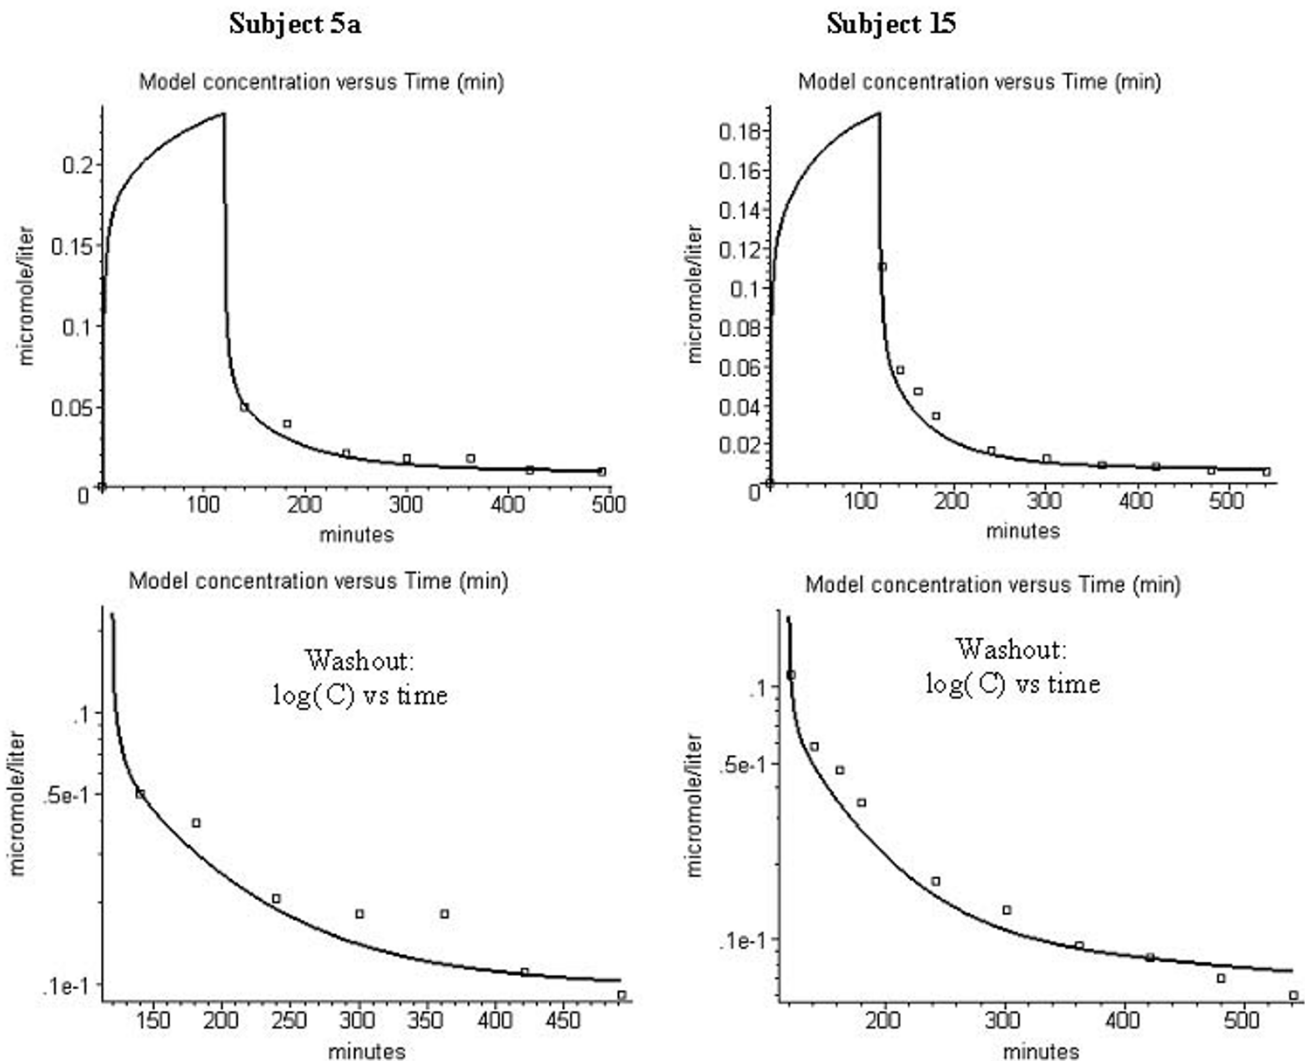 Subject 5a
Model concentration versus Time (min)
micromole/liter
0.2
0.15
0.1
0.05
0
100
200
300
400
500
minutes
Subject 15
Model concentration versus Time (min)
micromole/liter
0.18
0.16
0.14
0.12
0.1
0.08
0.06
0.04
0.02
0
100
200
300
400
500
minutes
Model concentration versus Time (min)
Washout:
log(C) vs time
micromole/liter
.1
.5e-1
.1e-1
150
200
250
300
350
400
450
minutes
Model concentration versus Time (min)
Washout:
log(C) vs time
micromole/liter
.1
.5e-1
.1e-1
200
300
400
500
minutes